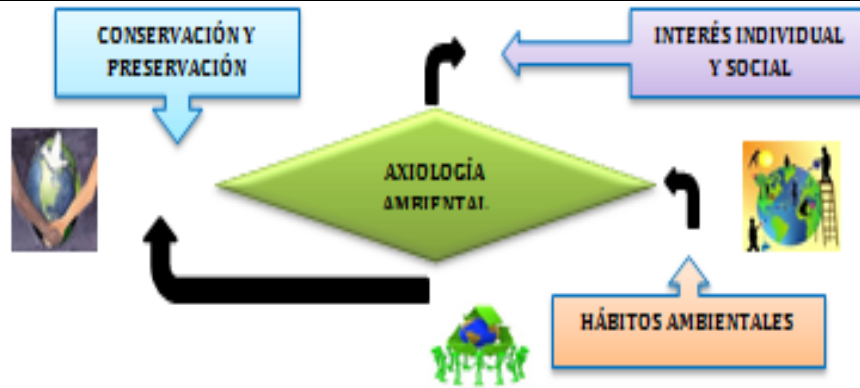 CONSERVACIÓN Y
PRESERVACIÓN
INTERÉS INDIVIDUAL
Y SOCIAL
AXIOLOGÍA
AMBIENTAL
HÁBITOS AMBIENTALES